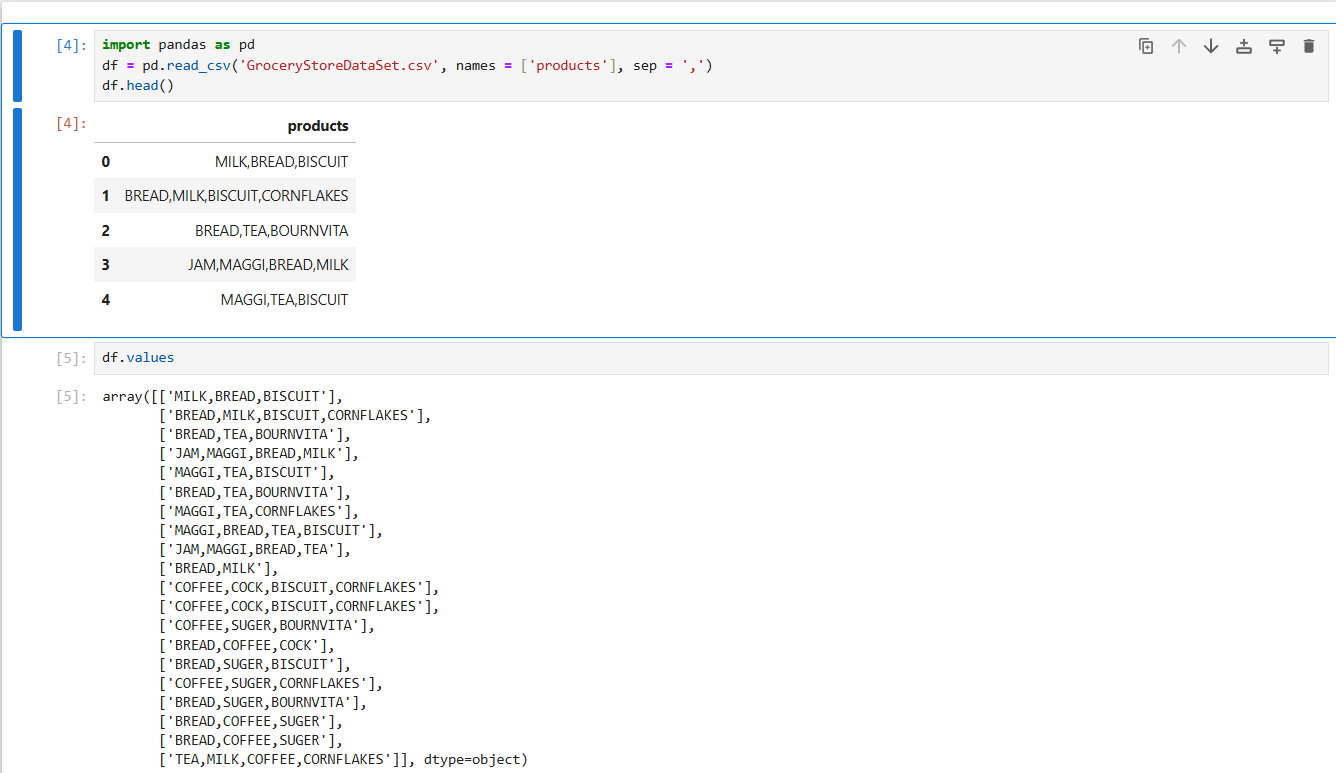 [4]: import pandas as pd
df = pd.read_csv('GroceryStoreDataSet.csv', names = ['products'], sep = ',')
df.head()
[4]: products
0 MILK,BREAD,BISCUIT
1 BREAD,MILK,BISCUIT,CORNFLAKES
2 BREAD,TEA,BOURNVITA
3 JAM,MAGGI,BREAD,MILK
4 MAGGI,TEA,BISCUIT
[5]: df.values
[5]: array([['MILK,BREAD,BISCUIT'],
['BREAD,MILK,BISCUIT,CORNFLAKES'],
['BREAD,TEA,BOURNVITA'],
['JAM,MAGGI,BREAD,MILK'],
['MAGGI,TEA,BISCUIT'],
['BREAD,TEA,BOURNVITA'],
['MAGGI,TEA,CORNFLAKES'],
['MAGGI,BREAD,TEA,BISCUIT'],
['JAM,MAGGI,BREAD,TEA'],
['BREAD,MILK'],
['COFFEE,COCK,BISCUIT,CORNFLAKES'],
['COFFEE,COCK,BISCUIT,CORNFLAKES'],
['COFFEE,SUGER,BOURNVITA'],
['BREAD,COFFEE,COCK'],
['BREAD,SUGER,BISCUIT'],
['COFFEE,SUGER,CORNFLAKES'],
['BREAD,SUGER,BOURNVITA'],
['BREAD,COFFEE,SUGER'],
['BREAD,COFFEE,SUGER'],
['TEA,MILK,COFFEE,CORNFLAKES']], dtype=object)